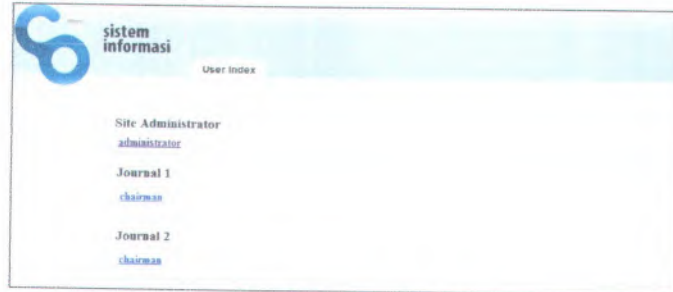 sistem
informasi
User Index
Site Administrator
administrator
Journal 1
chairman
Journal 2
chairman